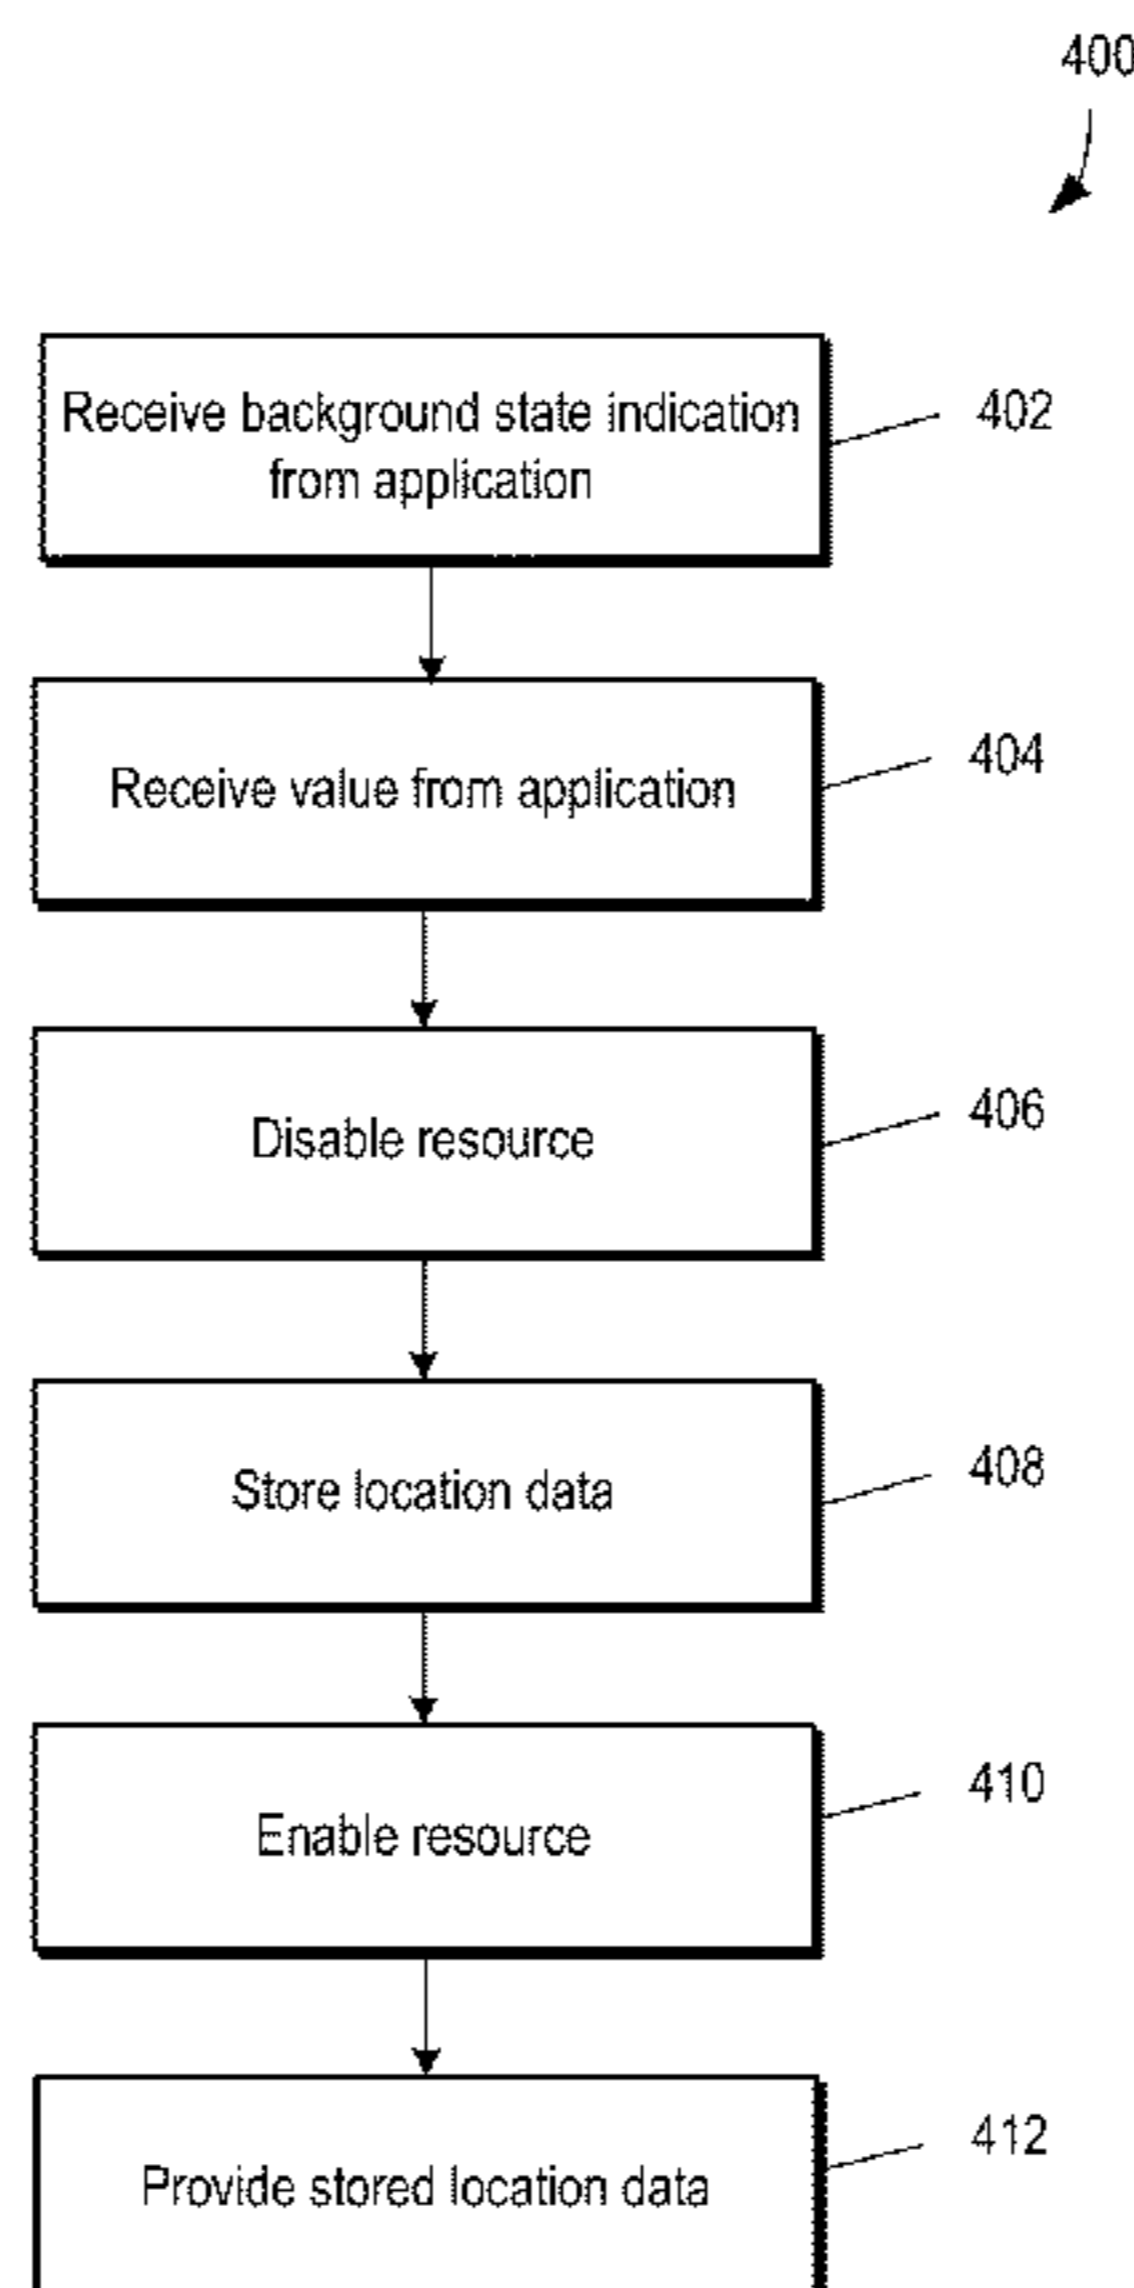 400
Receive background state indication
from application
402
Receive value from application
404
Disable resource
406
Store location data
408
Enable resource
410
Provide stored location data
412